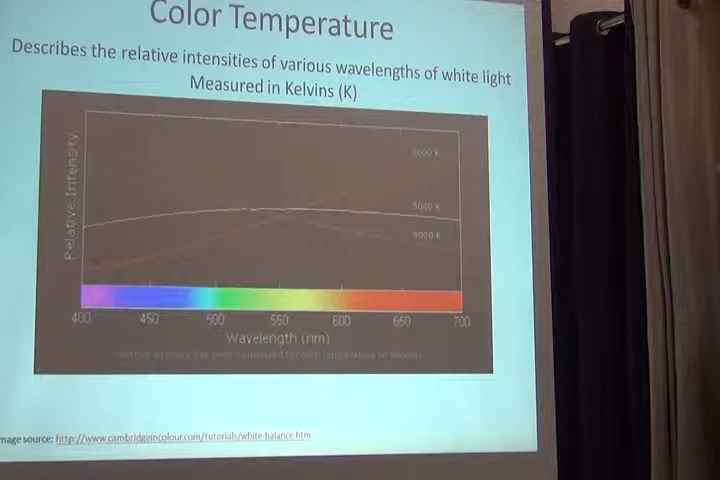 Color Temperature
Describes the relative intensities of various wavelengths of white light
Measured in Kelvins (K)
Relative Intensity
5000 K
400 450 500 550 600 650 700
Wavelength (nm)
mage source: http://www.cambridgeincolour.com/tutorials/white-balance.htm